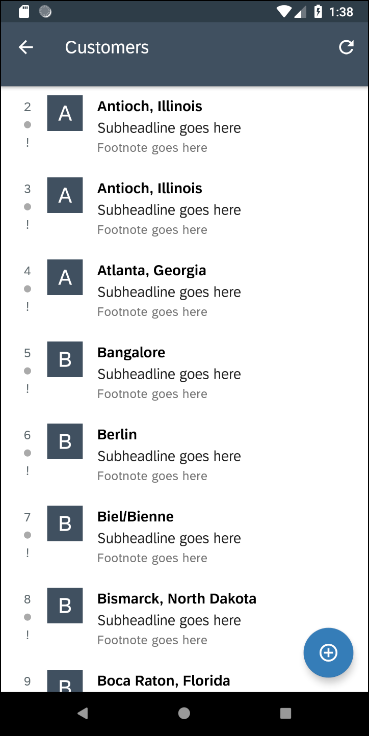 1:38
Customers
2
A
Antioch, Illinois
Subheadline goes here
!
Footnote goes here
3
A
Antioch, Illinois
Subheadline goes here
!
Footnote goes here
4
A
Atlanta, Georgia
Subheadline goes here
!
Footnote goes here
5
B
Bangalore
Subheadline goes here
!
Footnote goes here
6
B
Berlin
Subheadline goes here
!
Footnote goes here
7
B
Biel/Bienne
Subheadline goes here
!
Footnote goes here
8
B
Bismarck, North Dakota
Subheadline goes here
!
Footnote goes here
9
B
Boca Raton, Florida